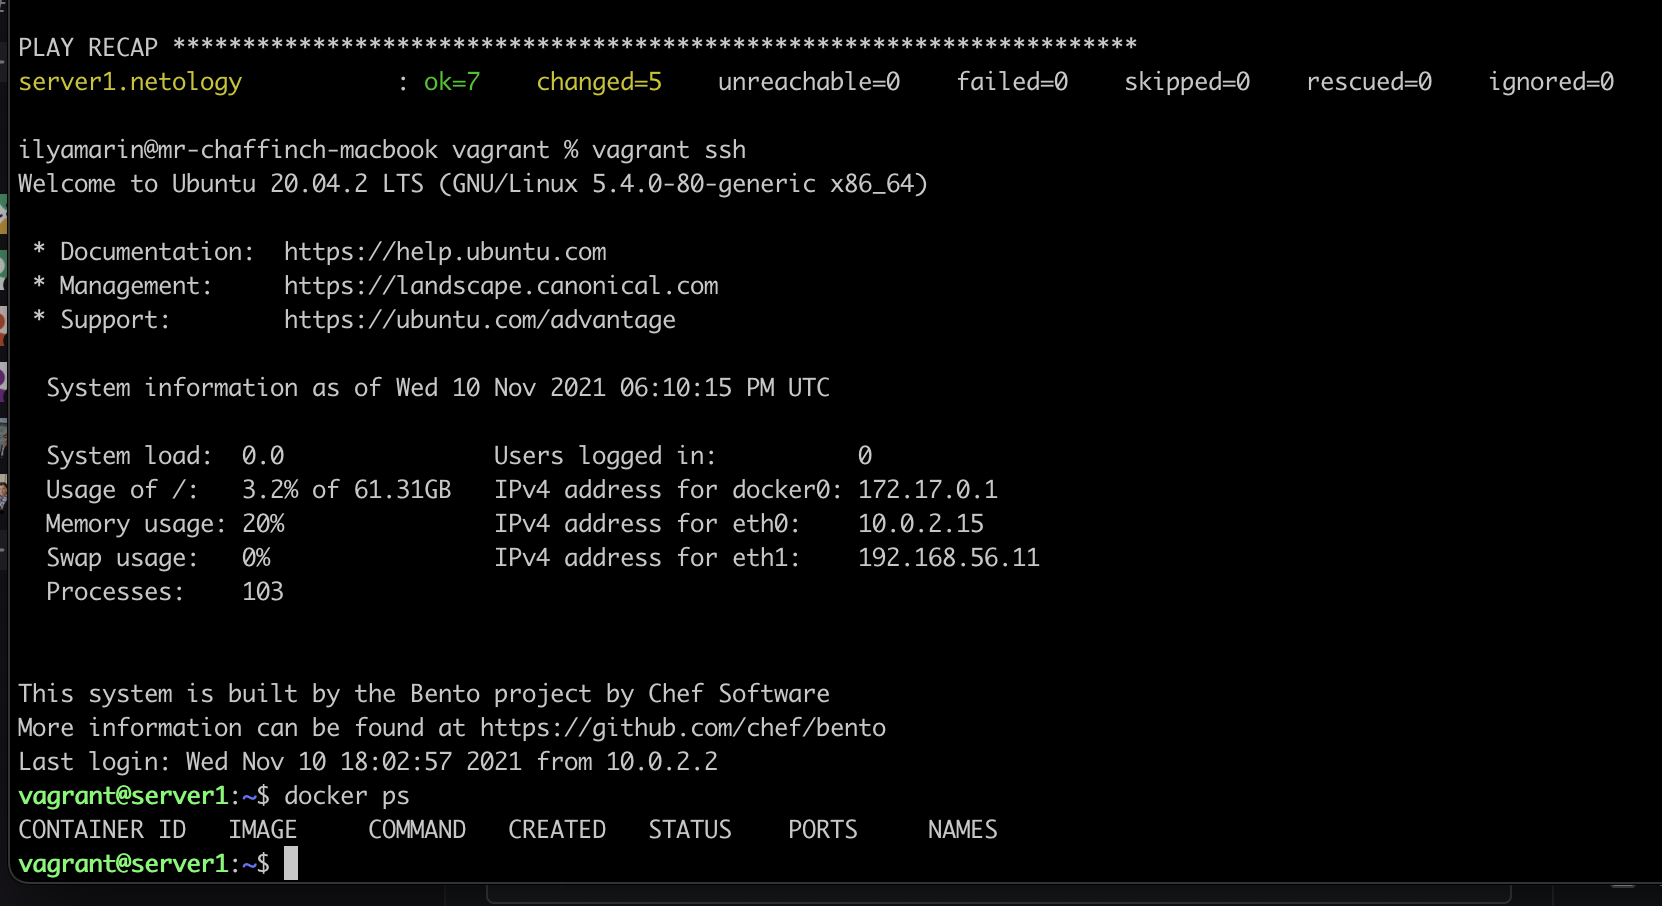 PLAY RECAP *********************************************************************
server1.netology           : ok=7    changed=5    unreachable=0    failed=0    skipped=0    rescued=0    ignored=0
ilyamarin@mr-chaffinch-macbook vagrant % vagrant ssh
Welcome to Ubuntu 20.04.2 LTS (GNU/Linux 5.4.0-80-generic x86_64)
* Documentation:  https://help.ubuntu.com
* Management:     https://landscape.canonical.com
* Support:        https://ubuntu.com/advantage
System information as of Wed 10 Nov 2021 06:10:15 PM UTC
System load:  0.0               Users logged in:          0
Usage of /:   3.2% of 61.31GB   IPv4 address for docker0: 172.17.0.1
Memory usage: 20%               IPv4 address for eth0:    10.0.2.15
Swap usage:   0%                IPv4 address for eth1:    192.168.56.11
Processes:    103
This system is built by the Bento project by Chef Software
More information can be found at https://github.com/chef/bento
Last login: Wed Nov 10 18:02:57 2021 from 10.0.2.2
vagrant@server1:~$ docker ps
CONTAINER ID   IMAGE     COMMAND   CREATED   STATUS    PORTS     NAMES
vagrant@server1:~$